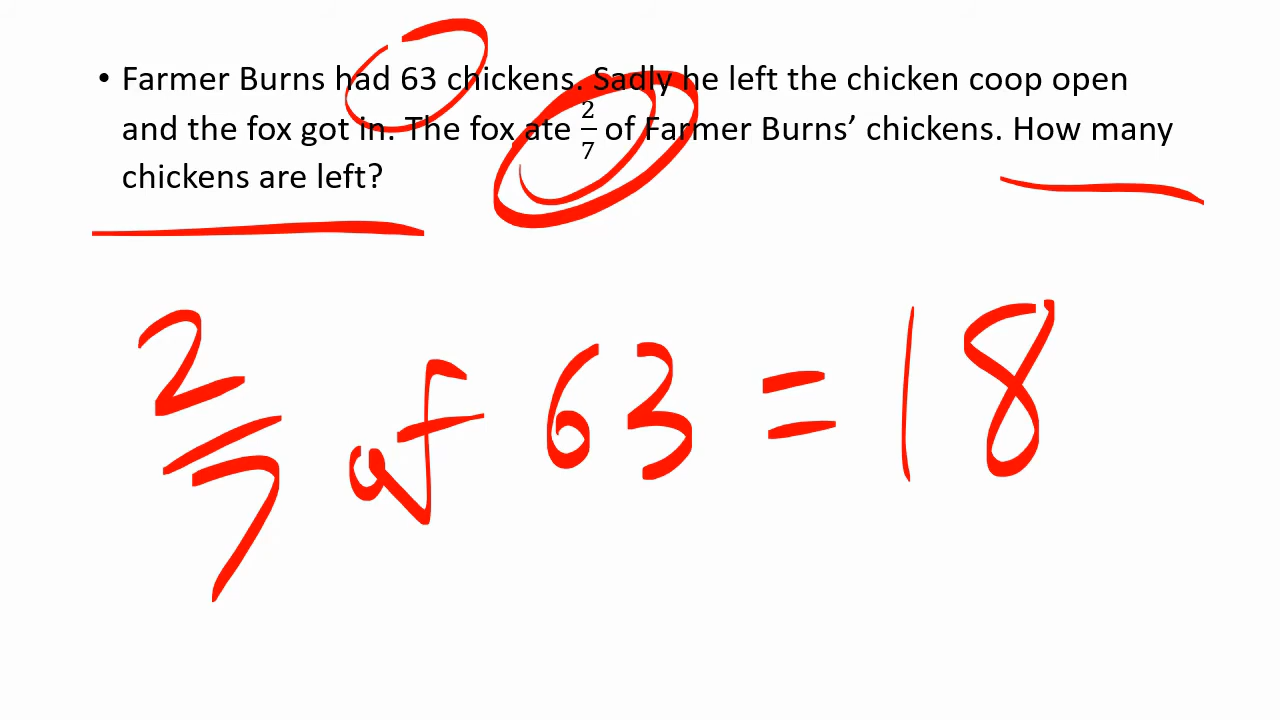 • Farmer Burns had 63 chickens. Sadly he left the chicken coop open
and the fox got in. The fox ate 2/7 of Farmer Burns’ chickens. How many
chickens are left?
2/7 of 63 = 18